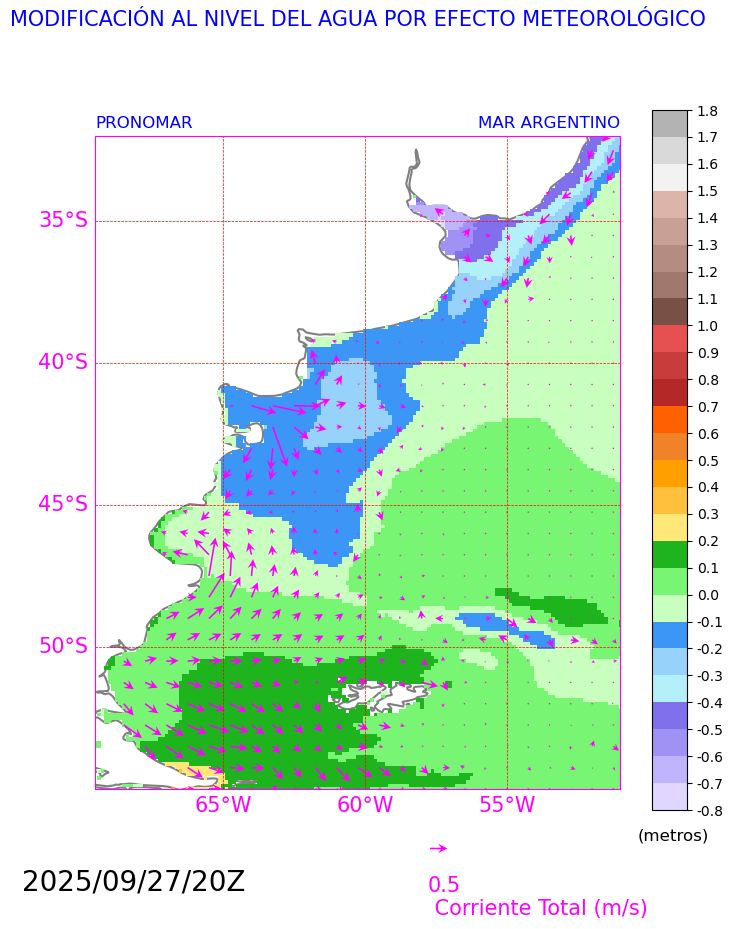 MODIFICACIÓN AL NIVEL DEL AGUA POR EFECTO METEOROLÓGICO
PRONOMAR
MAR ARGENTINO
35°S
40°S
45°S
50°S
65°W
60°W
55°W
1.8
1.7
1.6
1.5
1.4
1.3
1.2
1.1
1.0
0.9
0.8
0.7
0.6
0.5
0.4
0.3
0.2
0.1
0.0
-0.1
-0.2
-0.3
-0.4
-0.5
-0.6
-0.7
-0.8
(metros)
2025/09/27/20Z
0.5
Corriente Total (m/s)